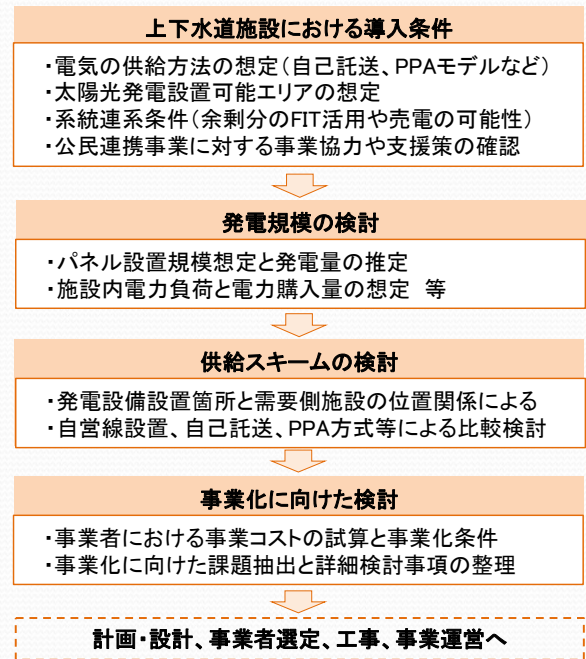 上下水道施設における導入条件
・電気の供給方法の想定（自己託送、PPAモデルなど）
・太陽光発電設置可能エリアの想定
・系統連系条件（余剰分のFIT活用や売電の可能性）
・公民連携事業に対する事業協力や支援策の確認
発電規模の検討
・パネル設置規模想定と発電量の推定
・施設内電力負荷と電力購入量の想定　等
供給スキームの検討
・発電設備設置箇所と需要側施設の位置関係による
・自営線設置、自己託送、PPA方式等による比較検討
事業化に向けた検討
・事業者における事業コストの試算と事業化条件
・事業化に向けた課題抽出と詳細検討事項の整理
計画・設計、事業者選定、工事、事業運営へ